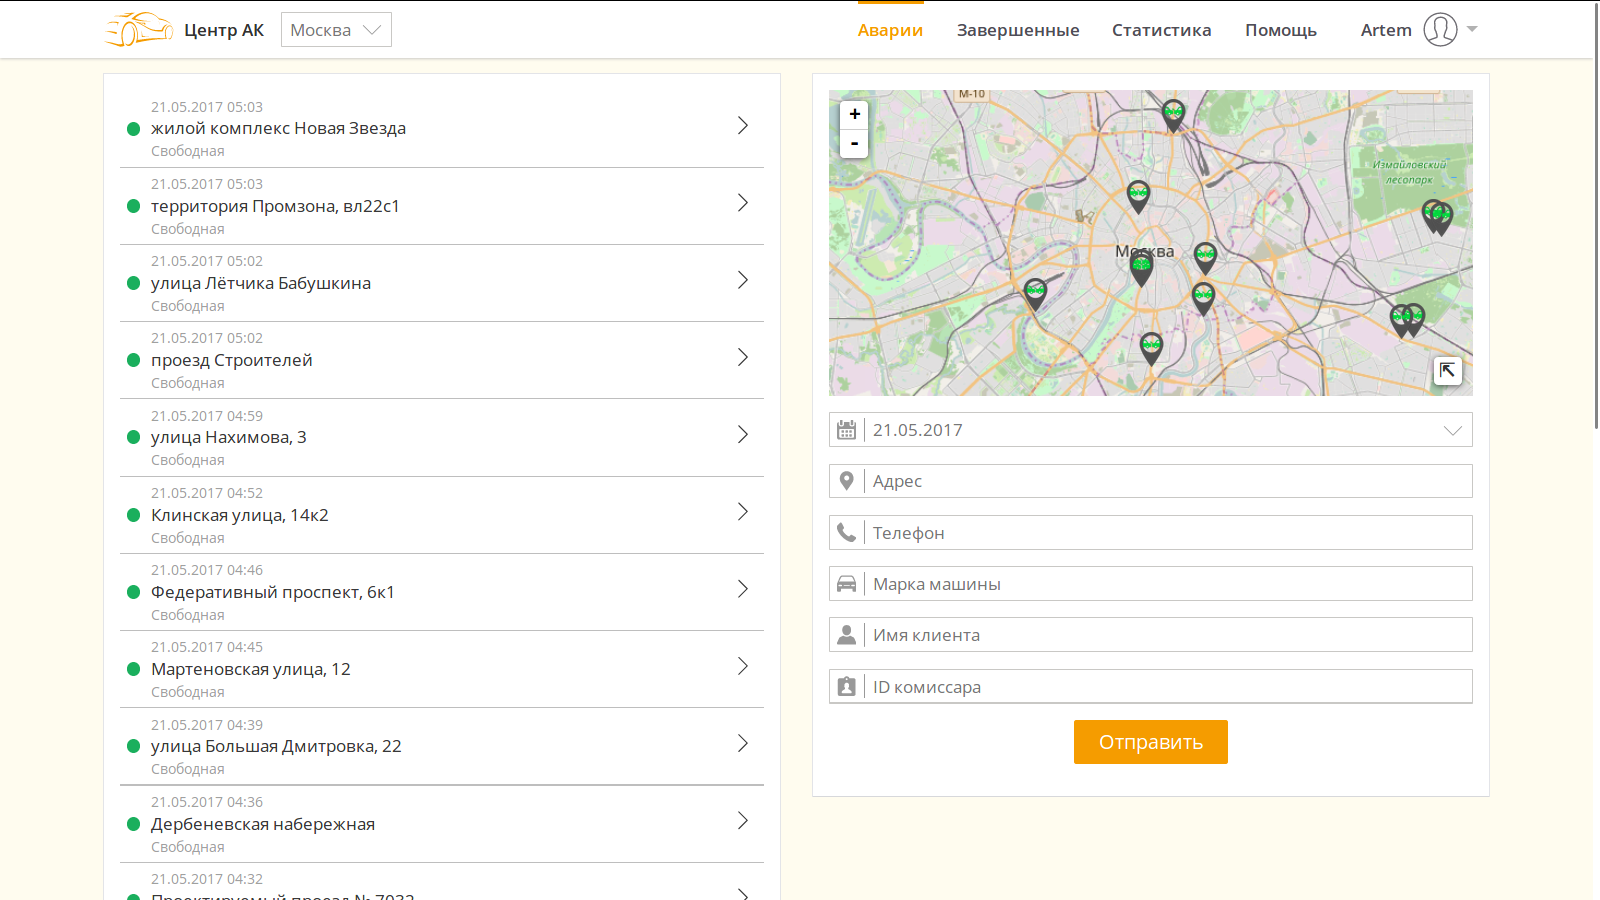 Центр АК
Москва
Аварии
Завершенные
Статистика
Помощь
Artem
21.05.2017 05:03
жилой комплекс Новая Звезда
Свободная
21.05.2017 05:03
территория Промзона, вл22с1
Свободная
21.05.2017 05:02
улица Лётчика Бабушкина
Свободная
21.05.2017 05:02
проезд Строителей
Свободная
21.05.2017 04:59
улица Нахимова, 3
Свободная
21.05.2017 04:52
Клинская улица, 14к2
Свободная
21.05.2017 04:46
Федеративный проспект, 6к1
Свободная
21.05.2017 04:45
Мартеновская улица, 12
Свободная
21.05.2017 04:39
улица Большая Дмитровка, 22
Свободная
21.05.2017 04:36
Дербеневская набережная
Свободная
21.05.2017 04:32
Проектируемый проезд № 7032
+
-
М-10
Измайловский
лесопарк
Москва
21.05.2017
Адрес
Телефон
Марка машины
Имя клиента
ID комиссара
Отправить